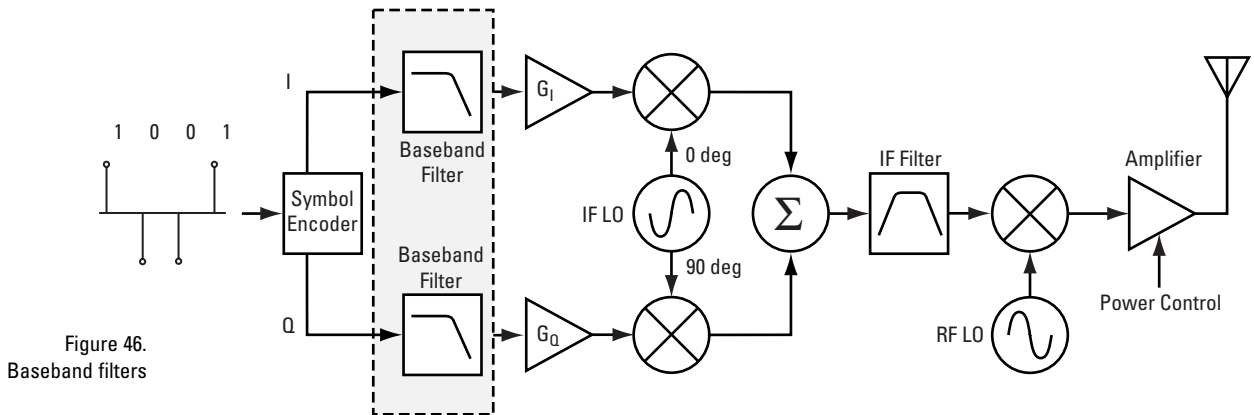 1 0 0 1
Symbol
Encoder
I
Q
Baseband
Filter
Baseband
Filter
G_I
G_Q
0 deg
IF LO
90 deg
Σ
IF Filter
RF LO
Amplifier
Power Control
Figure 46.
Baseband filters